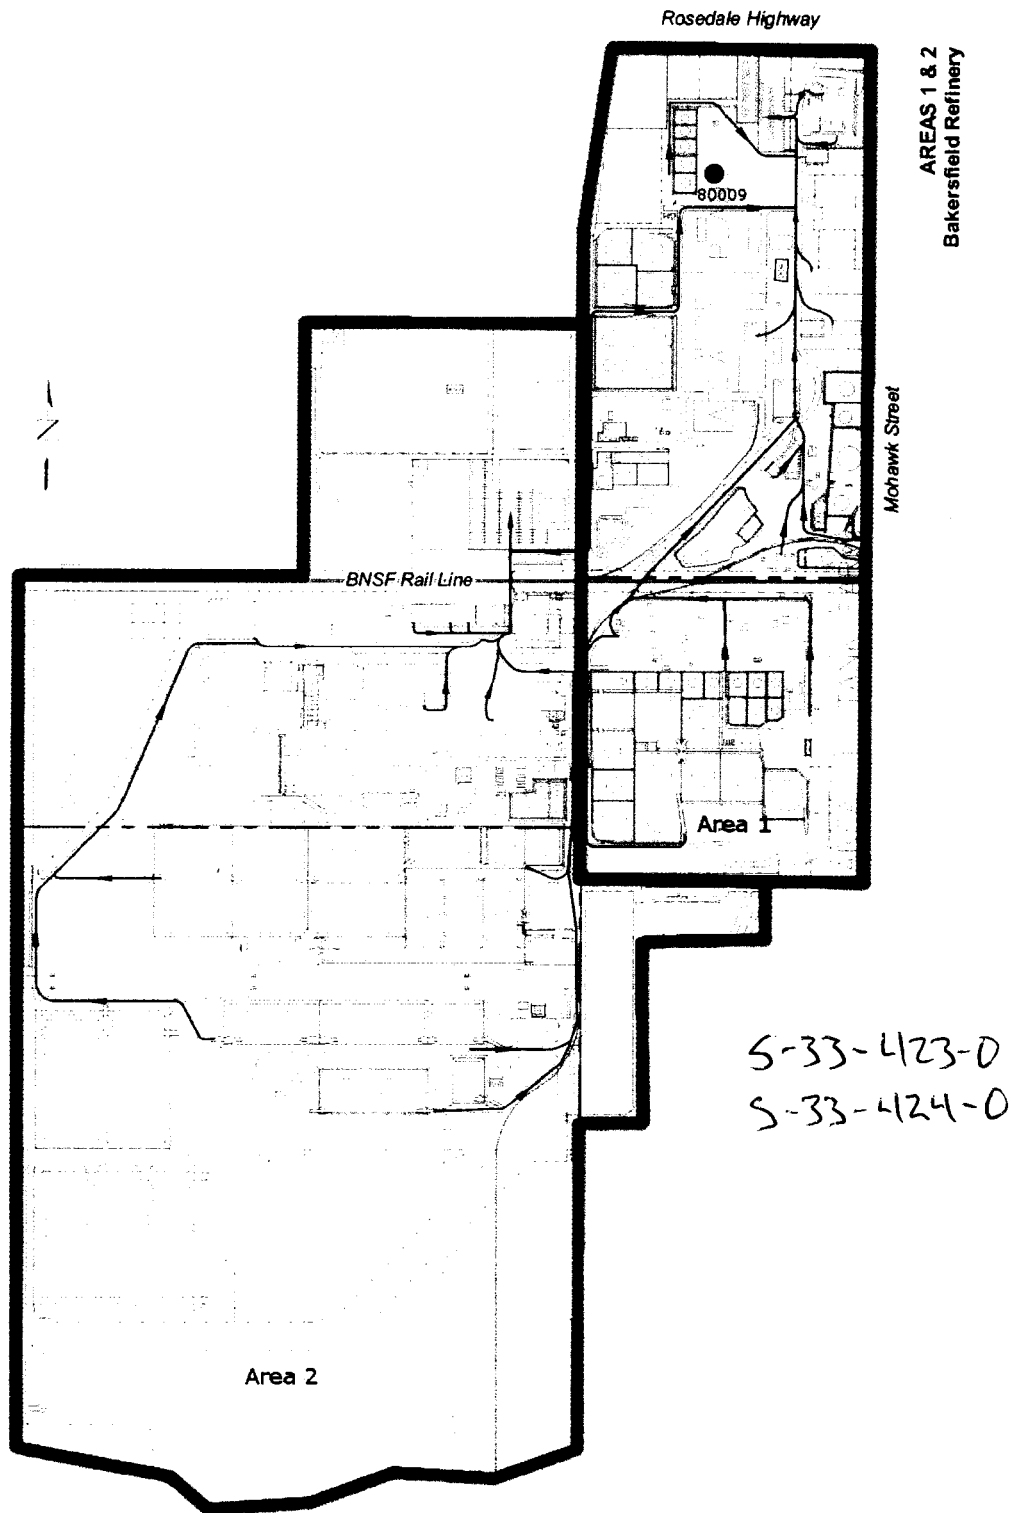 Rosedale Highway
AREAS 1 & 2
Bakersfield Refinery
80009
Mohawk Street
N
BNSF Rail Line
Area 1
S-33-423-0
S-33-424-0
Area 2